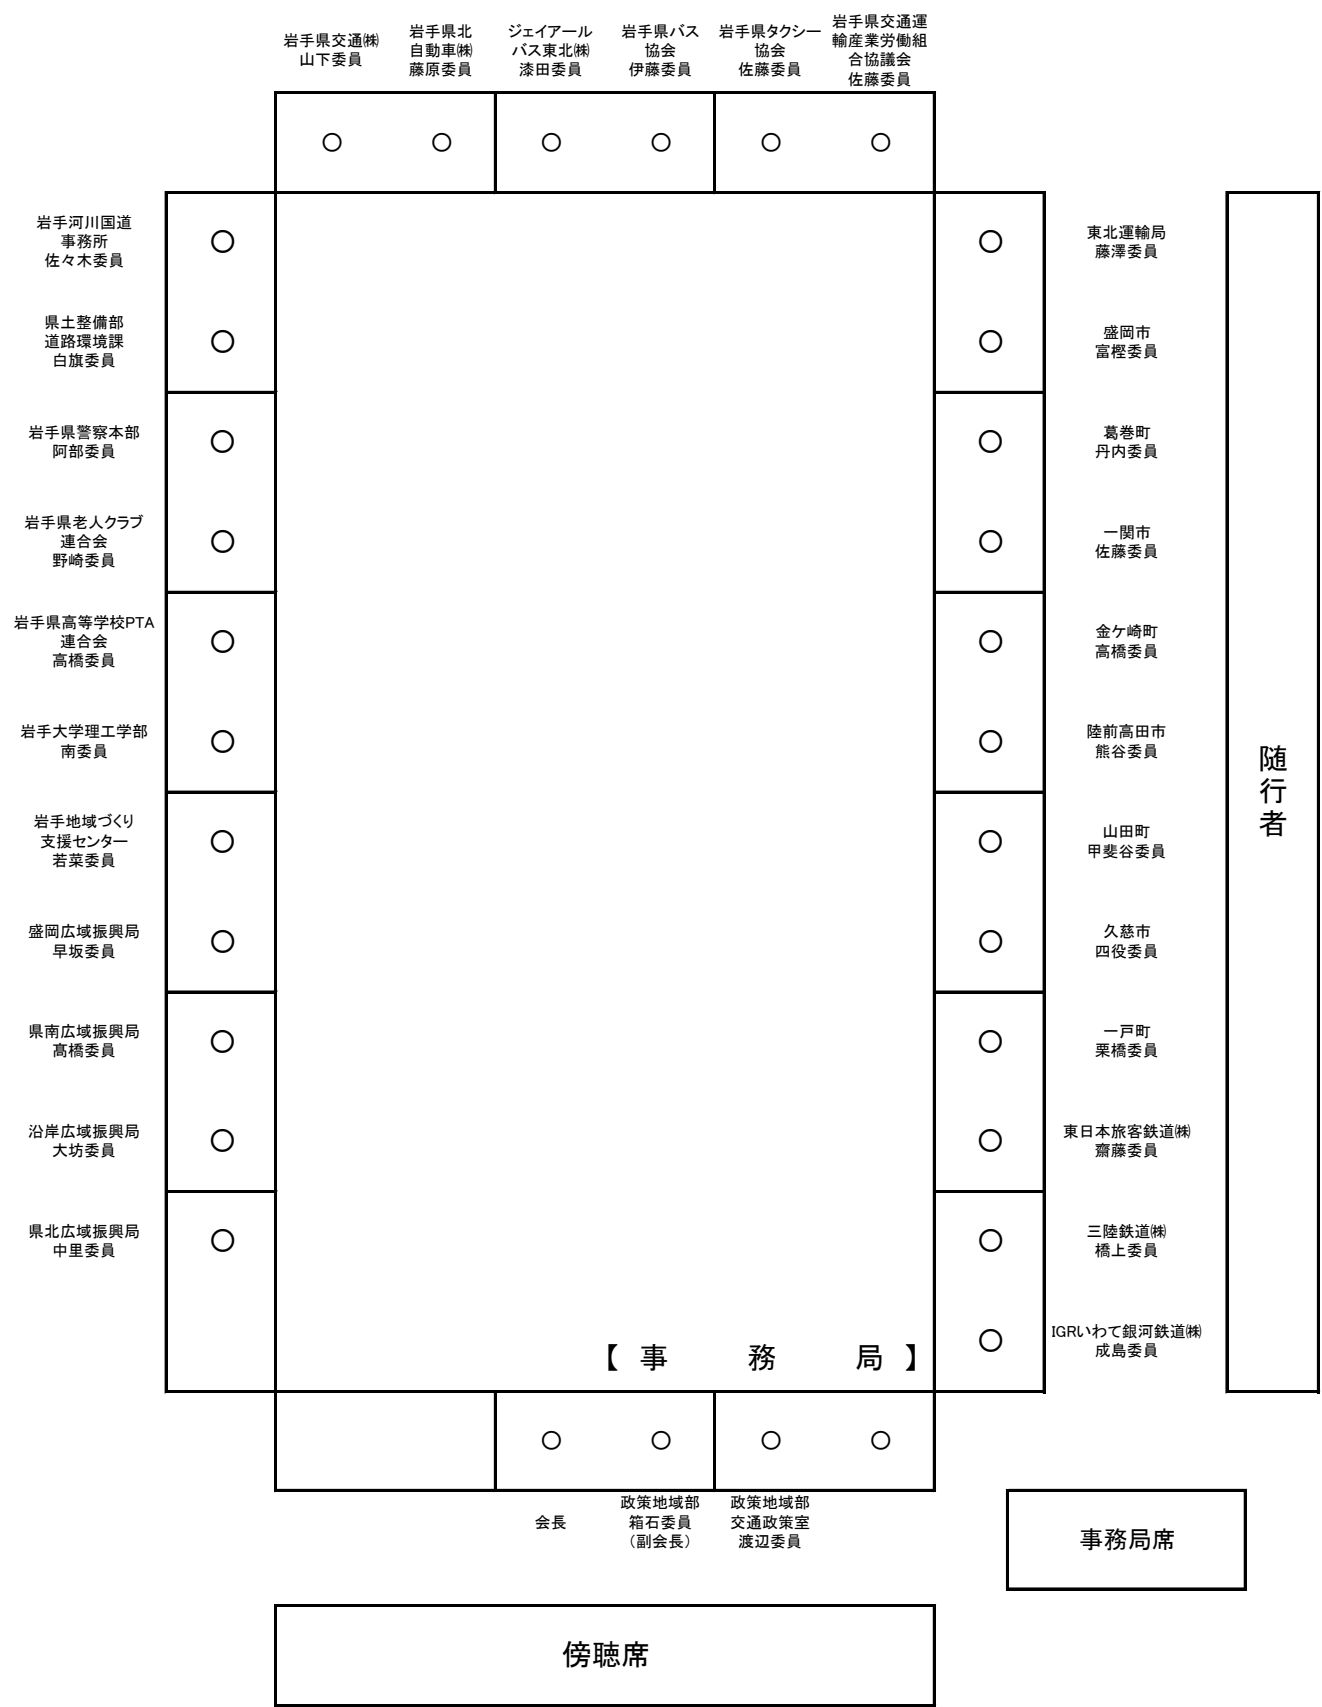 岩手県交通㈱
山下委員
岩手県北
自動車㈱
藤原委員
ジェイアール
バス東北㈱
漆田委員
岩手県バス
協会
伊藤委員
岩手県タクシー
協会
佐藤委員
岩手県交通運
輸産業労働組
合協議会
佐藤委員
岩手河川国道
事務所
佐々木委員
県土整備部
道路環境課
白旗委員
岩手県警察本部
阿部委員
岩手県老人クラブ
連合会
野崎委員
岩手県高等学校PTA
連合会
高橋委員
岩手大学理工学部
南委員
岩手地域づくり
支援センター
若菜委員
盛岡広域振興局
早坂委員
県南広域振興局
髙橋委員
沿岸広域振興局
大坊委員
県北広域振興局
中里委員
東北運輸局
藤澤委員
盛岡市
富樫委員
葛巻町
丹内委員
一関市
佐藤委員
金ケ崎町
高橋委員
陸前高田市
熊谷委員
山田町
甲斐谷委員
久慈市
四役委員
一戸町
栗橋委員
東日本旅客鉄道㈱
齋藤委員
三陸鉄道㈱
橋上委員
IGRいわて銀河鉄道㈱
成島委員
随行者
【 事 務 局 】
会長
政策地域部
箱石委員
（副会長）
政策地域部
交通政策室
渡辺委員
事務局席
傍聴席